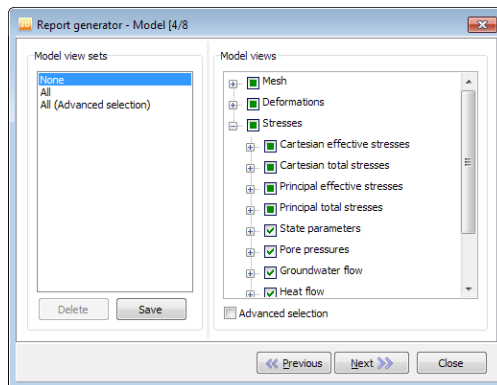 2D Report generator - Model [4/8
Model view sets
None
All
All (Advanced selection)
Delete
Save
Model views
Mesh
Deformations
Stresses
Cartesian effective stresses
Cartesian total stresses
Principal effective stresses
Principal total stresses
State parameters
Pore pressures
Groundwater flow
Heat flow
Advanced selection
Previous
Next
Close